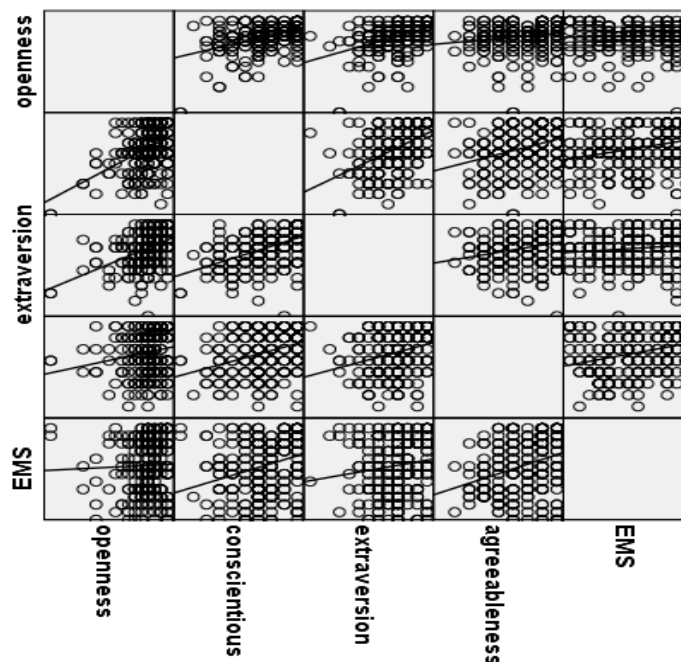 openness
extraversion
EMS
openness
conscientious
extraversion
agreeableness
EMS